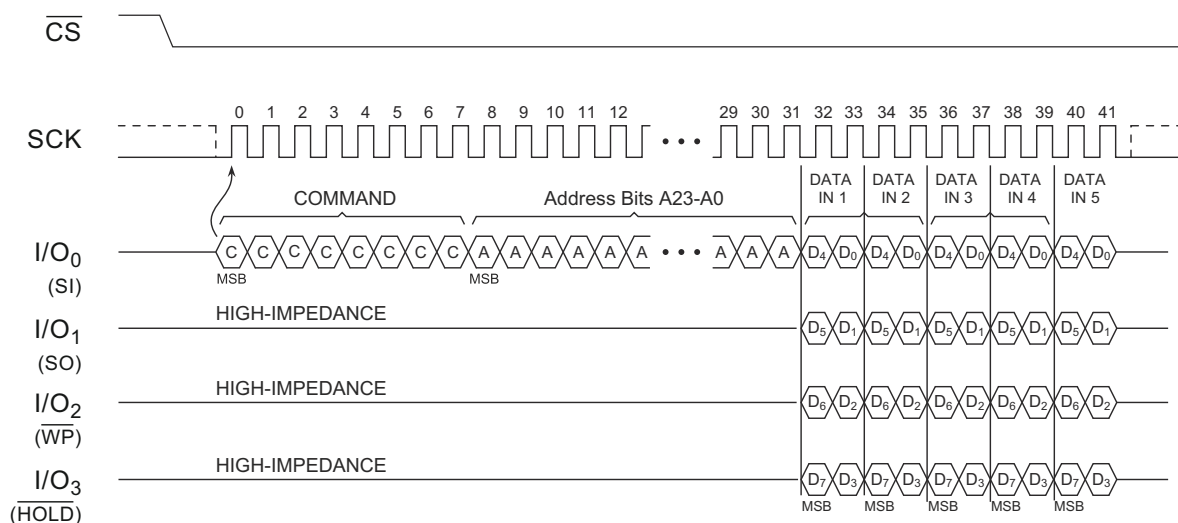 CS
0 1 2 3 4 5 6 7 8 9 10 11 12 29 30 31 32 33 34 35 36 37 38 39 40 41
SCK •••
DATA IN 1 DATA IN 2 DATA IN 3 DATA IN 4 DATA IN 5
COMMAND Address Bits A23-A0
I/O0 C C C C C C C C A A A A A A ••• A A A D4 D0 D4 D0 D4 D0 D4 D0 D4 D0
(SI) MSB MSB
HIGH-IMPEDANCE
I/O1 D5 D1 D5 D1 D5 D1 D5 D1 D5 D1
(SO)
HIGH-IMPEDANCE
I/O2 D6 D2 D6 D2 D6 D2 D6 D2 D6 D2
(WP)
HIGH-IMPEDANCE
I/O3 D7 D3 D7 D3 D7 D3 D7 D3 D7 D3
(HOLD) MSB MSB MSB MSB MSB